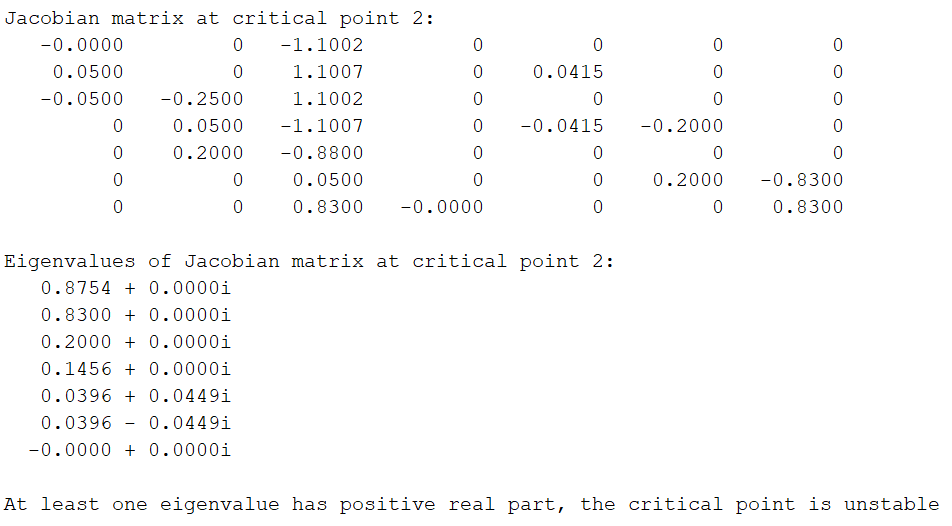 Jacobian matrix at critical point 2:
-0.0000 0 -1.1002 0 0 0 0
0.0500 0 1.1007 0 0.0415 0 0
-0.0500 -0.2500 1.1002 0 0 0 0
0 0.0500 -1.1007 0 -0.0415 -0.2000 0
0 0.2000 -0.8800 0 0 0 0
0 0 0.0500 0 0 0.2000 -0.8300
0 0 0.8300 -0.0000 0 0 0.8300
Eigenvalues of Jacobian matrix at critical point 2:
0.8754 + 0.0000i
0.8300 + 0.0000i
0.2000 + 0.0000i
0.1456 + 0.0000i
0.0396 + 0.0449i
0.0396 - 0.0449i
-0.0000 + 0.0000i
At least one eigenvalue has positive real part, the critical point is unstable